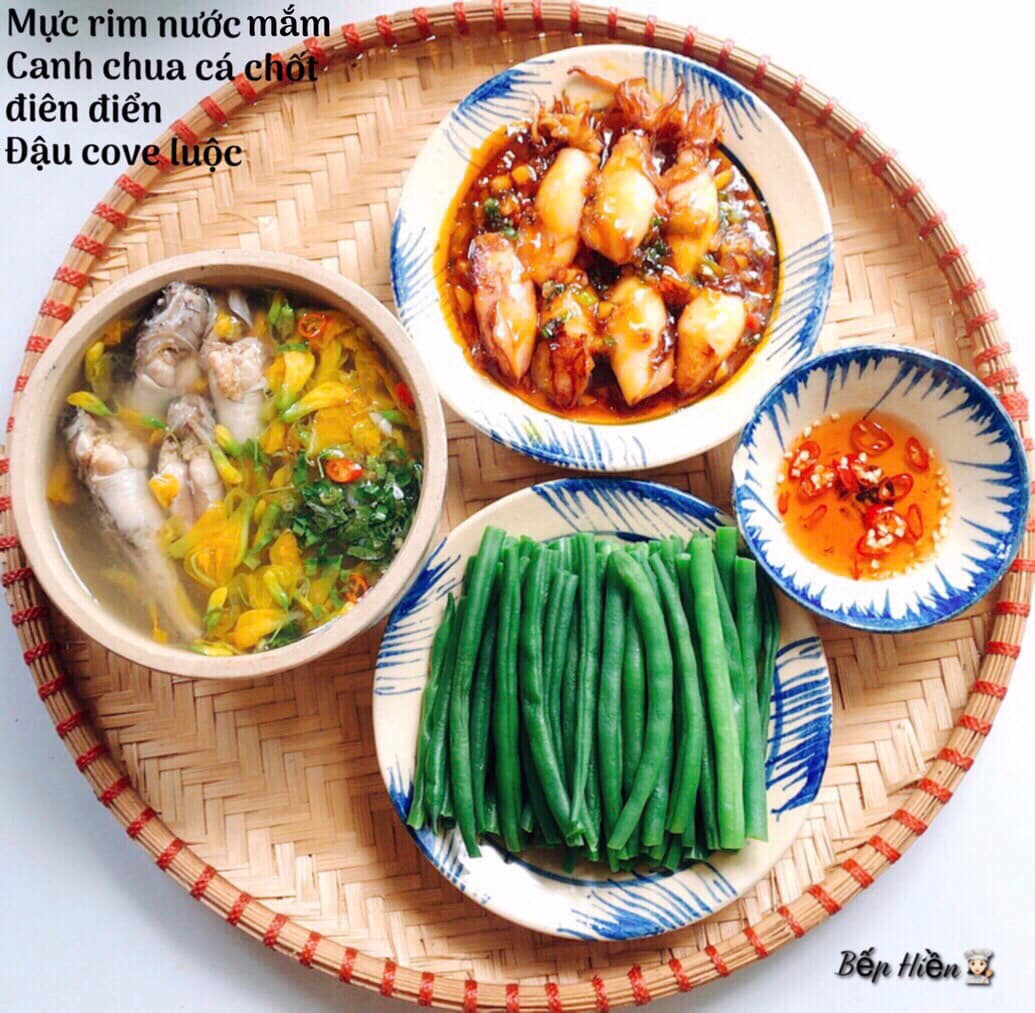 Mực rim nước mắm
Canh chua cá chốt
điên điển
Đậu cove luộc
Bếp Hiền